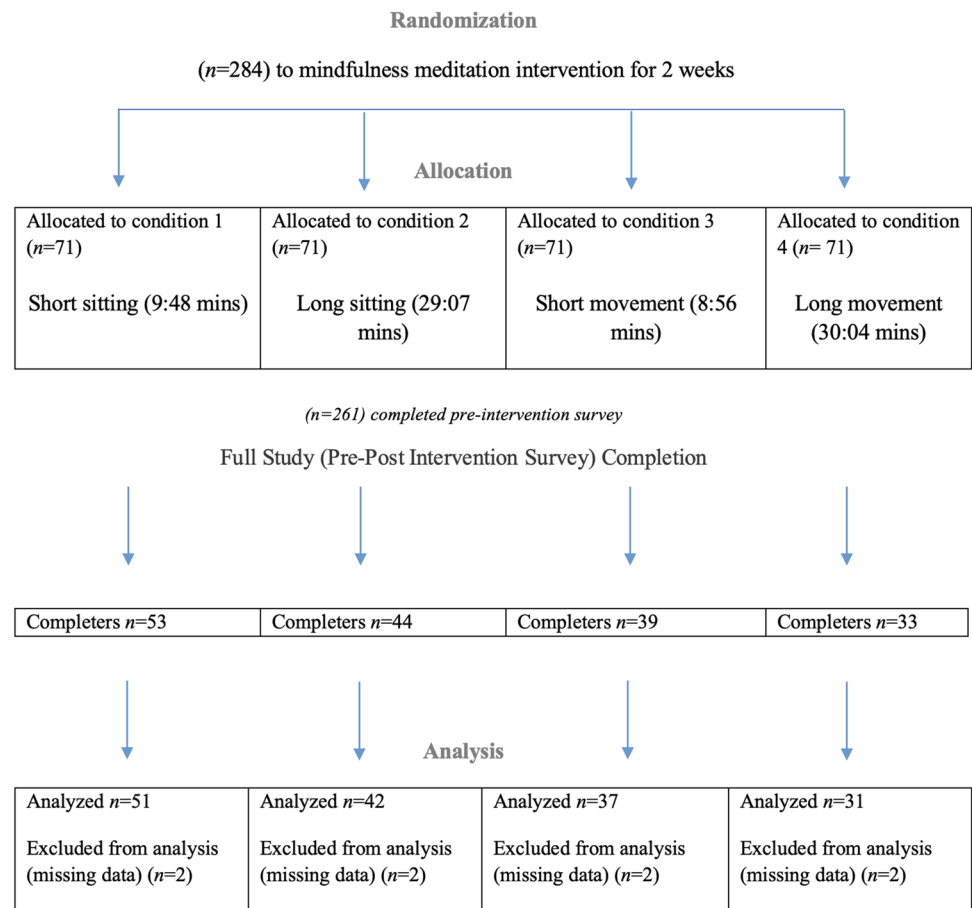 Randomization
(n=284) to mindfulness meditation intervention for 2 weeks
Allocation
Allocated to condition 1
(n=71)
Short sitting (9:48 mins)
Allocated to condition 2
(n=71)
Long sitting (29:07
mins)
Allocated to condition 3
(n=71)
Short movement (8:56
mins)
Allocated to condition
4 (n= 71)
Long movement
(30:04 mins)
(n=261) completed pre-intervention survey
Full Study (Pre-Post Intervention Survey) Completion
Completers n=53
Completers n=44
Completers n=39
Completers n=33
Analysis
Analyzed n=51
Excluded from analysis
(missing data) (n=2)
Analyzed n=42
Excluded from analysis
(missing data) (n=2)
Analyzed n=37
Excluded from analysis
(missing data) (n=2)
Analyzed n=31
Excluded from analysis
(missing data) (n=2)